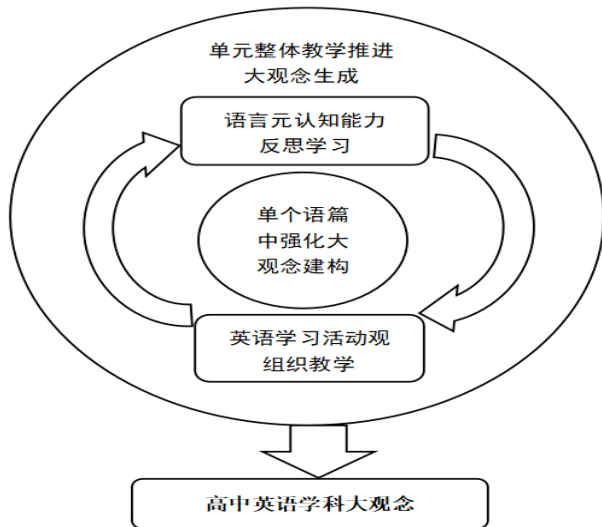 单元整体教学推进
大观念生成
语言元认知能力
反思学习
单个语篇
中强化大
观念建构
英语学习活动观
组织教学
高中英语学科大观念